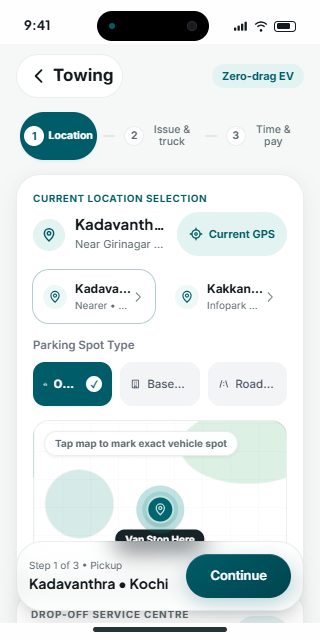 9:41
Towing
Zero-drag EV
1 Location
2 Issue & truck
3 Time & pay
CURRENT LOCATION SELECTION
Kadavanth...
Near Girinagar ...
Current GPS
Kadava...
Nearer • ...
Kakkan...
Infopark ...
Parking Spot Type
O...
Base...
Road...
Tap map to mark exact vehicle spot
Van Stop Here
Step 1 of 3 • Pickup
Kadavanthra • Kochi
Continue
DROP-OFF SERVICE CENTRE